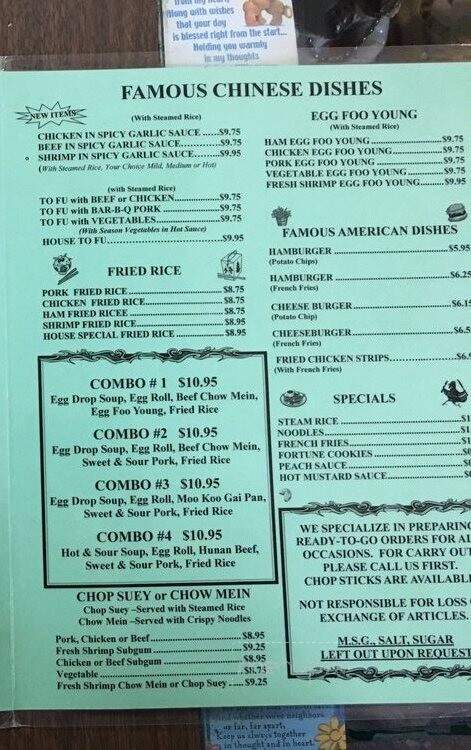 from my heart
Along with wishes
that your day
is blessed right from the start...
Holding you warmly
in my thoughts
FAMOUS CHINESE DISHES
NEW ITEMS
(With Steamed Rice)
CHICKEN IN SPICY GARLIC SAUCE ......$9.75
BEEF IN SPICY GARLIC SAUCE............$9.75
SHRIMP IN SPICY GARLIC SAUCE.......$9.95
(With Steamed Rice, Your Choice Mild, Medium or Hot)
(with Steamed Rice)
TO FU with BEEF or CHICKEN.............$9.75
TO FU with BAR-B-Q PORK ................$9.75
TO FU with VEGETABLES....................$9.75
(With Season Vegetables in Hot Sauce)
HOUSE TO FU................................$9.95
FRIED RICE
PORK FRIED RICE............................$8.75
CHICKEN FRIED RICE......................$8.75
HAM FRIED RICEE ...........................$8.75
SHRIMP FRIED RICE........................$8.95
HOUSE SPECIAL FRIED RICE.............$8.95
COMBO # 1 $10.95
Egg Drop Soup, Egg Roll, Beef Chow Mein,
Egg Foo Young, Fried Rice
COMBO #2 $10.95
Egg Drop Soup, Egg Roll, Beef Chow Mein,
Sweet & Sour Pork, Fried Rice
COMBO #3 $10.95
Egg Drop Soup, Egg Roll, Moo Koo Gai Pan,
Sweet & Sour Pork, Fried Rice
COMBO #4 $10.95
Hot & Sour Soup, Egg Roll, Hunan Beef,
Sweet & Sour Pork, Fried Rice
CHOP SUEY or CHOW MEIN
Chop Suey –Served with Steamed Rice
Chow Mein –Served with Crispy Noodles
Pork, Chicken or Beef.........................$8.95
Fresh Shrimp Subgum .......................$9.25
Chicken or Beef Subgum ....................$8.95
Vegetable ........................................$8.75
Fresh Shrimp Chow Mein or Chop Suey .....$9.25
EGG FOO YOUNG
(With Steamed Rice)
HAM EGG FOO YOUNG......................$9.75
CHICKEN EGG FOO YOUNG................$9.75
PORK EGG FOO YOUNG ....................$9.75
VEGETABLE EGG FOO YOUNG............$9.75
FRESH SHRIMP EGG FOO YOUNG.......$9.95
FAMOUS AMERICAN DISHES
HAMBURGER ..................................$5.95
(Potato Chips)
HAMBURGER ..................................$6.25
(French Fries)
CHEESE BURGER..............................$6.15
(Potato Chip)
CHEESEBURGER..............................$6.5
(French Fries)
FRIED CHICKEN STRIPS..................$6.
(With French Fries)
SPECIALS
STEAM RICE ...................................$1
NOODLES........................................$1
FRENCH FRIES.................................$1
FORTUNE COOKIES
PEACH SAUCE
HOT MUSTARD SAUCE
WE SPECIALIZE IN PREPARING
READY-TO-GO ORDERS FOR AL
OCCASIONS. FOR CARRY OUT
PLEASE CALL US FIRST.
CHOP STICKS ARE AVAILABL
NOT RESPONSIBLE FOR LOSS
EXCHANGE OF ARTICLES.
M.S.G., SALT, SUGAR
LEFT OUT UPON REQUEST
whether were neighbors
or far, far apart,
Keep us always together
in thought and in heart.